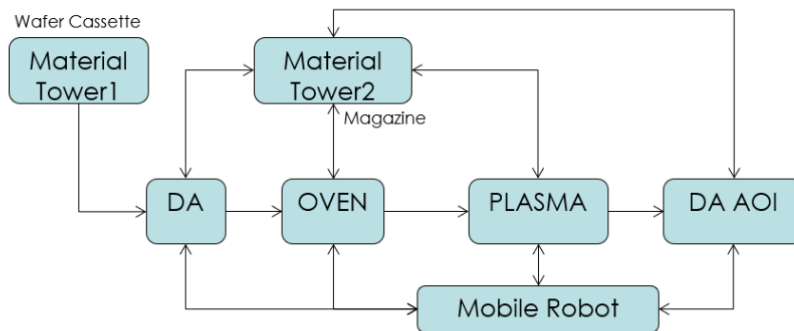 Wafer Cassette
Material
Tower1
Material
Tower2
Magazine
DA
OVEN
PLASMA
DA AOI
Mobile Robot